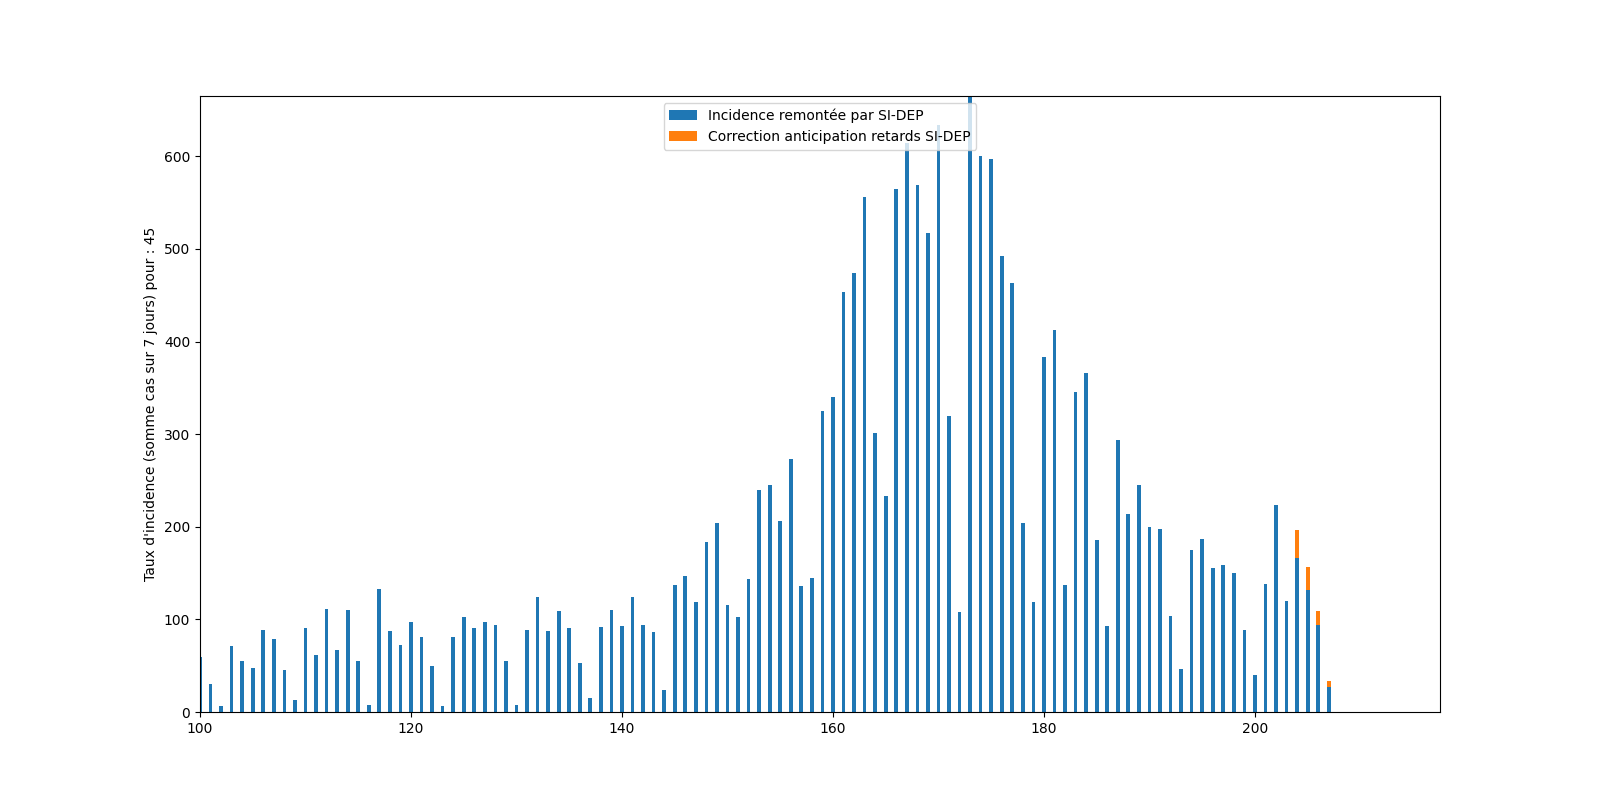 Incidence remontée par SI-DEP
Correction anticipation retards SI-DEP
Taux d'incidence (somme cas sur 7 jours) pour : 45
600
500
400
300
200
100
0
100 120 140 160 180 200